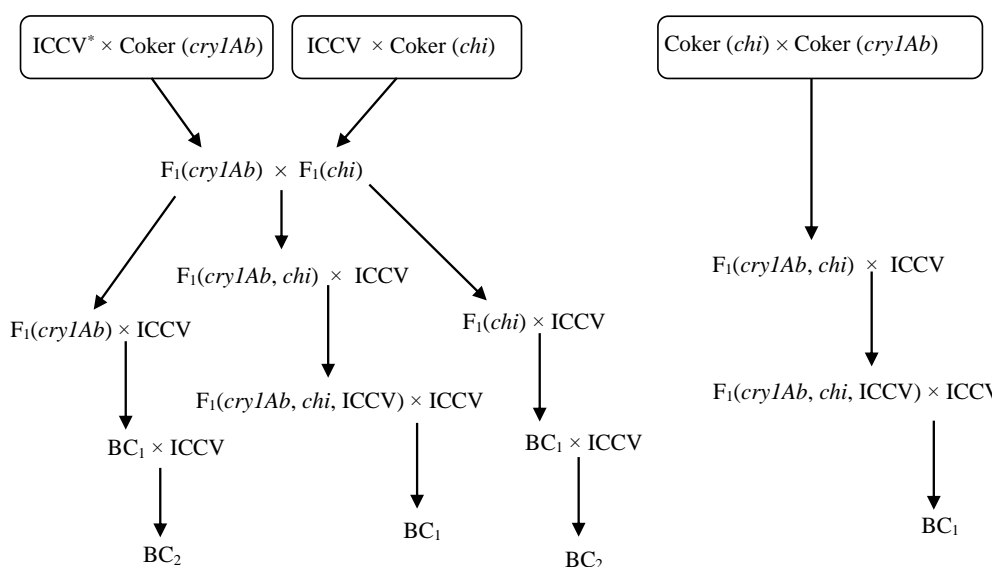 ICCV* × Coker (cry1Ab)
ICCV × Coker (chi)
Coker (chi) × Coker (cry1Ab)
F₁(cry1Ab) × F₁(chi)
F₁(cry1Ab, chi) × ICCV
F₁(cry1Ab, chi) × ICCV
F₁(cry1Ab) × ICCV
F₁(chi) × ICCV
F₁(cry1Ab, chi, ICCV) × ICCV
F₁(cry1Ab, chi, ICCV) × ICCV
BC₁ × ICCV
BC₁ × ICCV
BC₁
BC₁
BC₂
BC₂